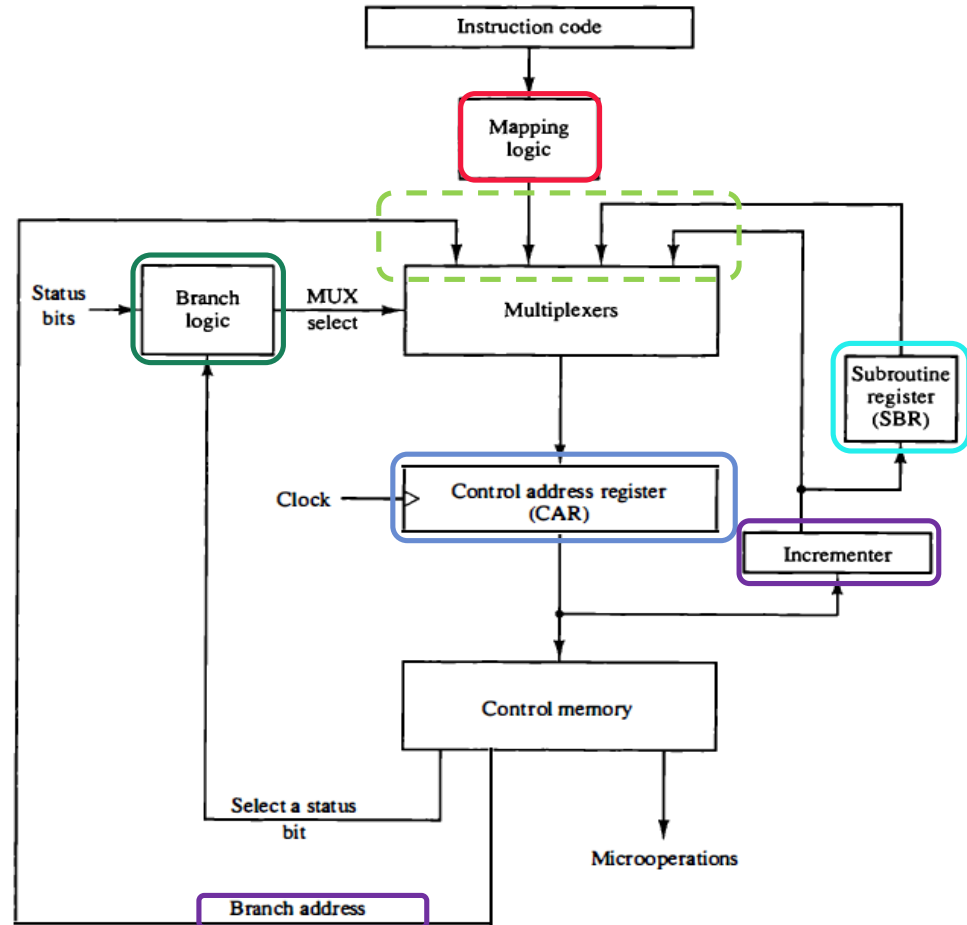 Instruction code
Mapping
logic
Status
bits
Branch
logic
MUX
select
Multiplexers
Subroutine
register
(SBR)
Clock
Control address register
(CAR)
Incrementer
Control memory
Select a status
bit
Microoperations
Branch address